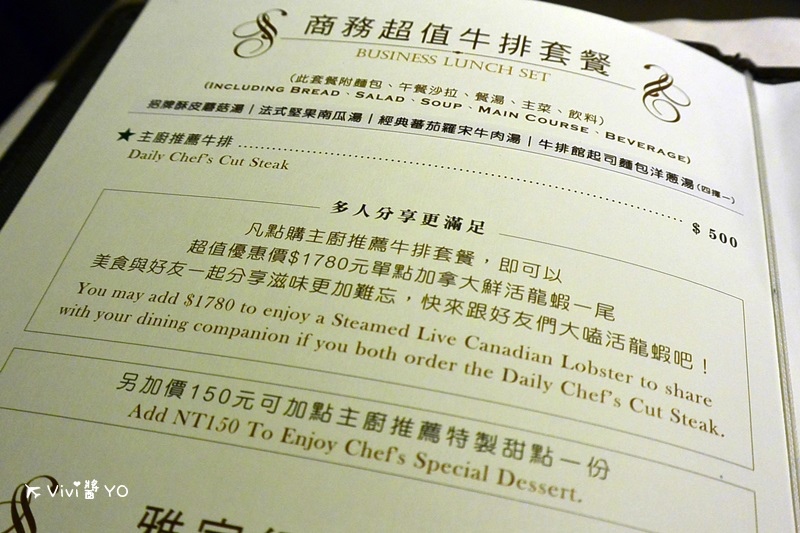 商務超值牛排套餐
BUSINESS LUNCH SET
(此套餐附麵包、午餐沙拉、餐湯、主菜、飲料)
(INCLUDING BREAD、SALAD、SOUP、MAIN COURSE、BEVERAGE)
招牌酥皮蘑菇湯 | 法式堅果南瓜湯 | 經典蕃茄羅宋牛肉湯 | 牛排館起司麵包洋蔥湯 (四擇一)
★主廚推薦牛排 $ 500
Daily Chef's Cut Steak
多人分享更滿足
凡點購主廚推薦牛排套餐，即可以
超值優惠價$1780元單點加拿大鮮活龍蝦一尾
美食與好友一起分享滋味更加難忘，快來跟好友們大嗑活龍蝦吧！
You may add $1780 to enjoy a Steamed Live Canadian Lobster to share
with your dining companion if you both order the Daily Chef's Cut Steak.
另加價150元可加點主廚推薦特製甜點一份
Add NT150 To Enjoy Chef's Special Dessert.
Vivi醬 YO